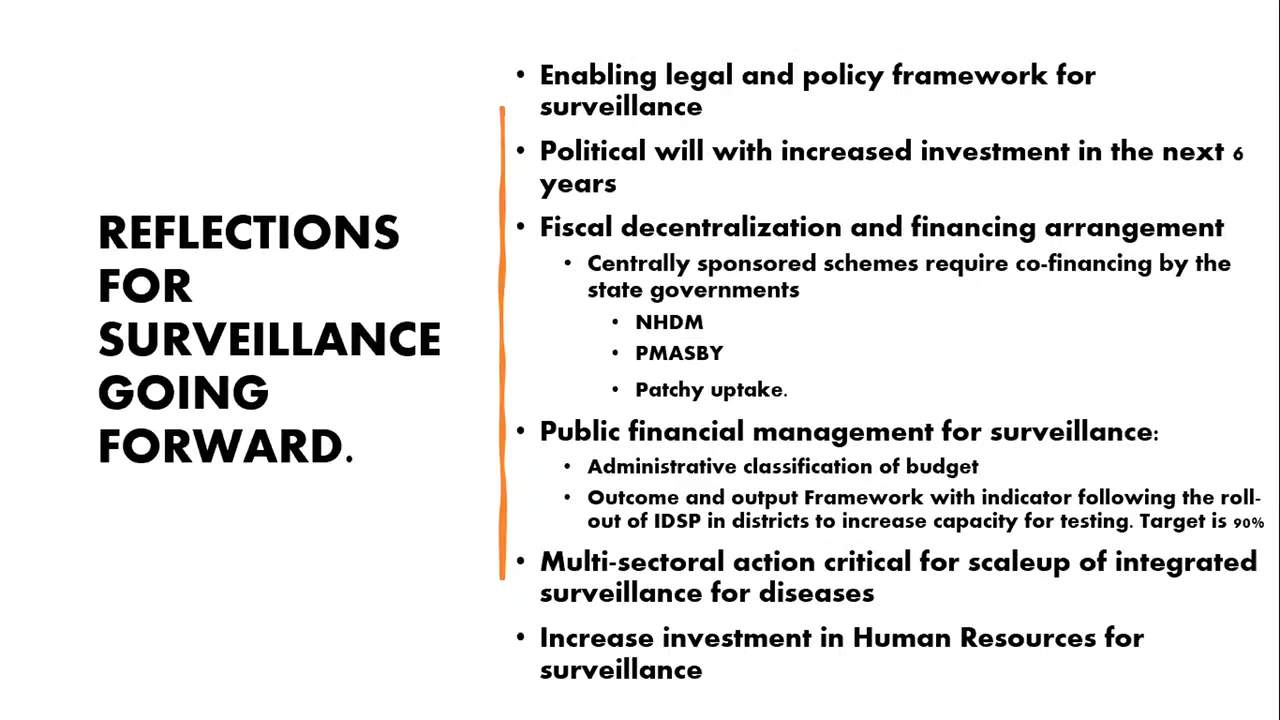 REFLECTIONS
FOR
SURVEILLANCE
GOING
FORWARD.
• Enabling legal and policy framework for
surveillance
• Political will with increased investment in the next 6
years
• Fiscal decentralization and financing arrangement
• Centrally sponsored schemes require co-financing by the
state governments
• NHDM
• PMASBY
• Patchy uptake.
• Public financial management for surveillance:
• Administrative classification of budget
• Outcome and output Framework with indicator following the roll-
out of IDSP in districts to increase capacity for testing. Target is 90%
• Multi-sectoral action critical for scaleup of integrated
surveillance for diseases
• Increase investment in Human Resources for
surveillance